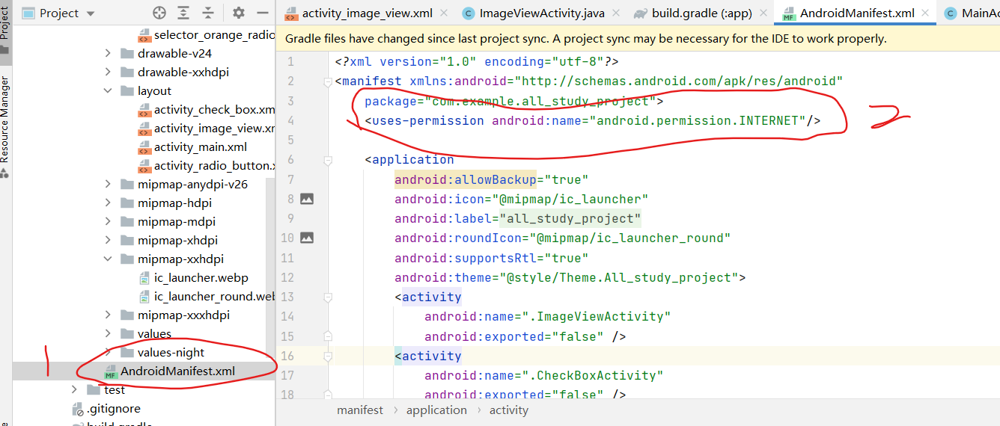 Project
activity_image_view.xml
ImageViewActivity.java
build.gradle (:app)
AndroidManifest.xml
MainAc
Project
Resource Manager
selector_orange_radio
drawable-v24
drawable-xxhdpi
layout
activity_check_box.xm
activity_image_view.xm
activity_main.xml
activity_radio_button.x
mipmap-anydpi-v26
mipmap-hdpi
mipmap-mdpi
mipmap-xhdpi
mipmap-xxhdpi
ic_launcher.webp
ic_launcher_round.web
mipmap-xxxhdpi
values
values-night
1
MF AndroidManifest.xml
test
.gitignore
build.gradle
Gradle files have changed since last project sync. A project sync may be necessary for the IDE to work properly.
1 <?xml version="1.0" encoding="utf-8"?>
2 <manifest xmlns:android="http://schemas.android.com/apk/res/android"
3 package="com.example.all_study_project">
4 <uses-permission android:name="android.permission.INTERNET"/>
2
5
6 <application
7 android:allowBackup="true"
8 android:icon="@mipmap/ic_launcher"
9 android:label="all_study_project"
10 android:roundIcon="@mipmap/ic_launcher_round"
11 android:supportsRtl="true"
12 android:theme="@style/Theme.All_study_project">
13 <activity
14 android:name=".ImageViewActivity"
15 android:exported="false" />
16 <activity
17 android:name=".CheckBoxActivity"
18 android:exported="false" />
manifest > application > activity